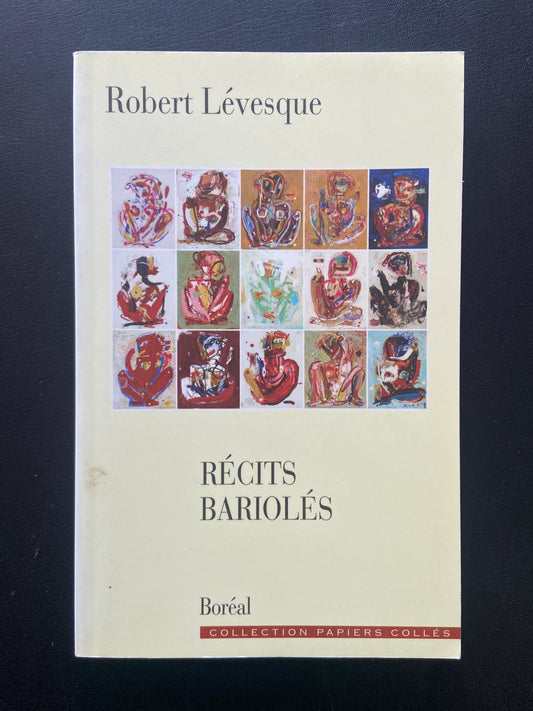 Robert Lévesque
RÉCITS
BARIOLÉS
Boréal
COLLECTION PAPIERS COLLÉS